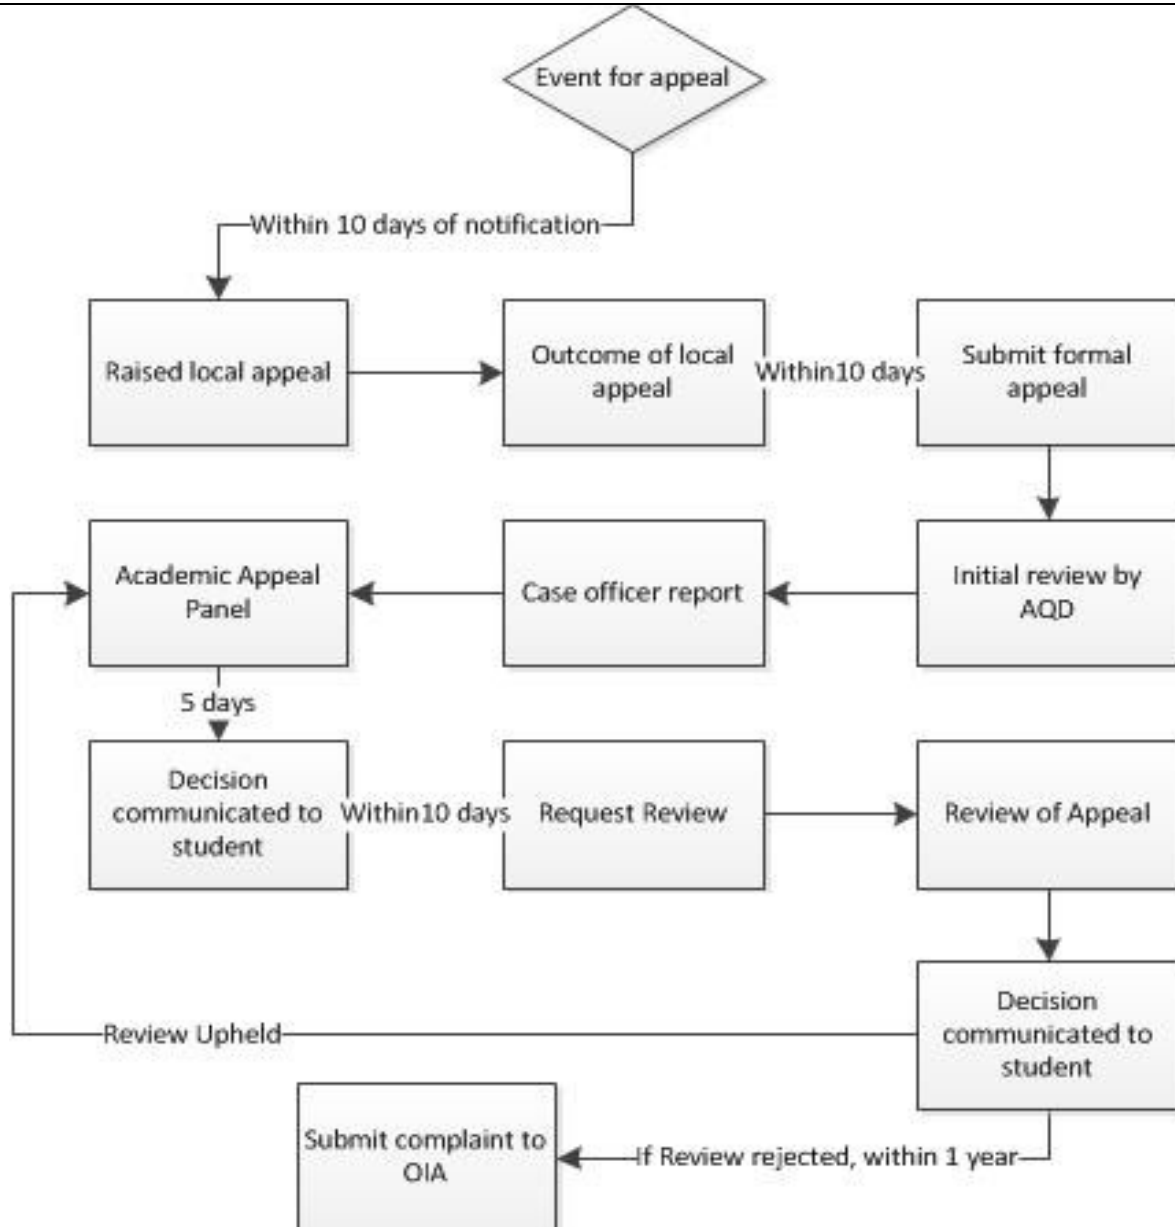 Event for appeal
Within 10 days of notification
Raised local appeal
Outcome of local
appeal
Within10 days
Submit formal
appeal
Academic Appeal
Panel
Case officer report
Initial review by
AQD
5 days
Decision
communicated to
student
Within10 days
Request Review
Review of Appeal
Decision
communicated to
student
Review Upheld
Submit complaint to
OIA
If Review rejected, within 1 year